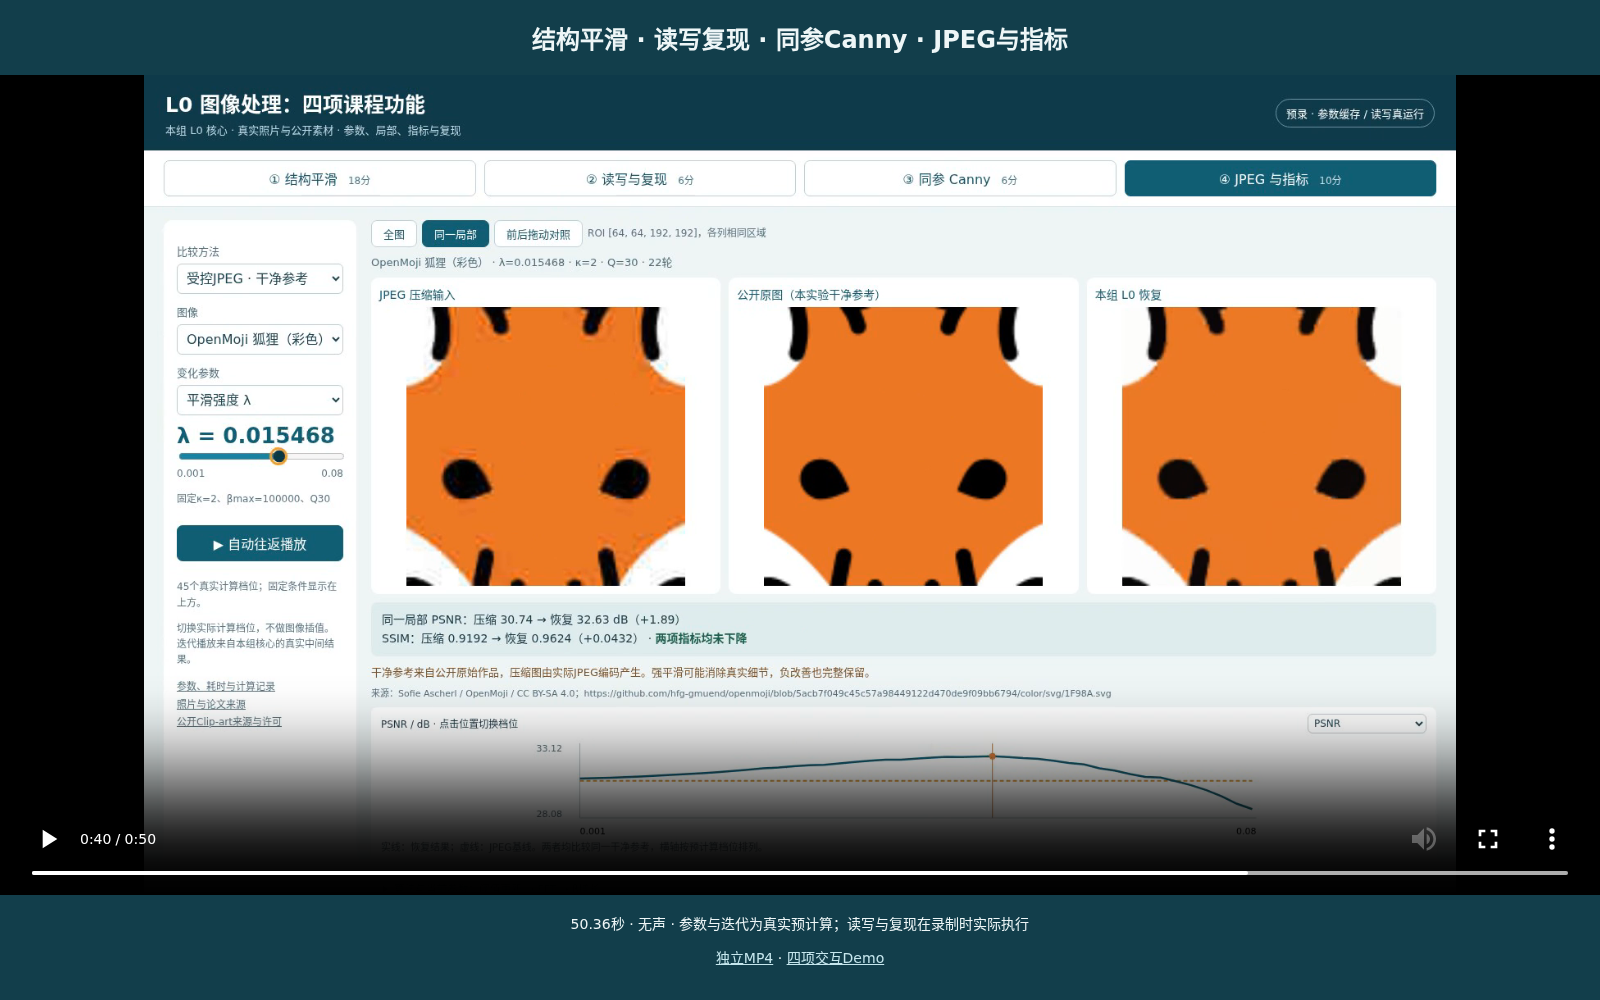 结构平滑 · 读写复现 · 同参Canny · JPEG与指标
L0 图像处理：四项课程功能
本组 L0 核心 · 真实照片与公开素材 · 参数、局部、指标与复现
预录 · 参数缓存 / 读写真运行
① 结构平滑 18分
② 读写与复现 6分
③ 同参 Canny 6分
④ JPEG 与指标 10分
比较方法
受控JPEG · 干净参考
图像
OpenMoji 狐狸（彩色）
变化参数
平滑强度 λ
λ = 0.015468
0.001 0.08
固定κ=2、βmax=100000、Q30
▶ 自动往返播放
45个真实计算档位；固定条件显示在
上方。
切换实际计算档位，不做图像插值。
迭代播放来自本组核心的真实中间结
果。
参数、耗时与计算记录
照片与论文来源
公开Clip-art来源与许可
全图 同一局部 前后拖动对照 ROI [64, 64, 192, 192]，各列相同区域
OpenMoji 狐狸（彩色） · λ=0.015468 · κ=2 · Q=30 · 22轮
JPEG 压缩输入
公开原图（本实验干净参考）
本组 L0 恢复
同一局部 PSNR：压缩 30.74 → 恢复 32.63 dB（+1.89）
SSIM：压缩 0.9192 → 恢复 0.9624（+0.0432） · 两项指标均未下降
干净参考来自公开原始作品，压缩图由实际JPEG编码产生。强平滑可能消除真实细节，负改善也完整保留。
来源：Sofie Ascherl / OpenMoji / CC BY-SA 4.0；https://github.com/hfg-gmuend/openmoji/blob/5acb7f049c45c57a98449122d470de9f09bb6794/color/svg/1F98A.svg
PSNR / dB · 点击位置切换档位
PSNR
33.12
28.08
0.001 0.08
0:40 / 0:50
50.36秒 · 无声 · 参数与迭代为真实预计算；读写与复现在录制时实际执行
独立MP4 · 四项交互Demo